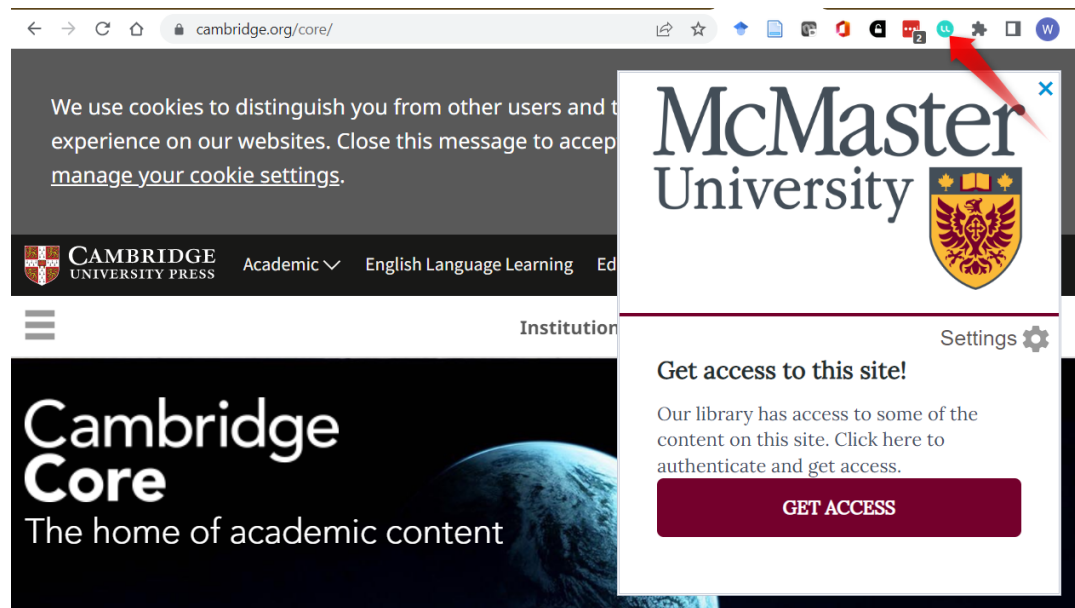 cambridge.org/core/
2
W
We use cookies to distinguish you from other users and t
experience on our websites. Close this message to accep
manage your cookie settings.
CAMBRIDGE
UNIVERSITY PRESS
Academic
English Language Learning
Ed
Institution
Cambridge
Core
The home of academic content
McMaster
University
Settings
Get access to this site!
Our library has access to some of the
content on this site. Click here to
authenticate and get access.
GET ACCESS